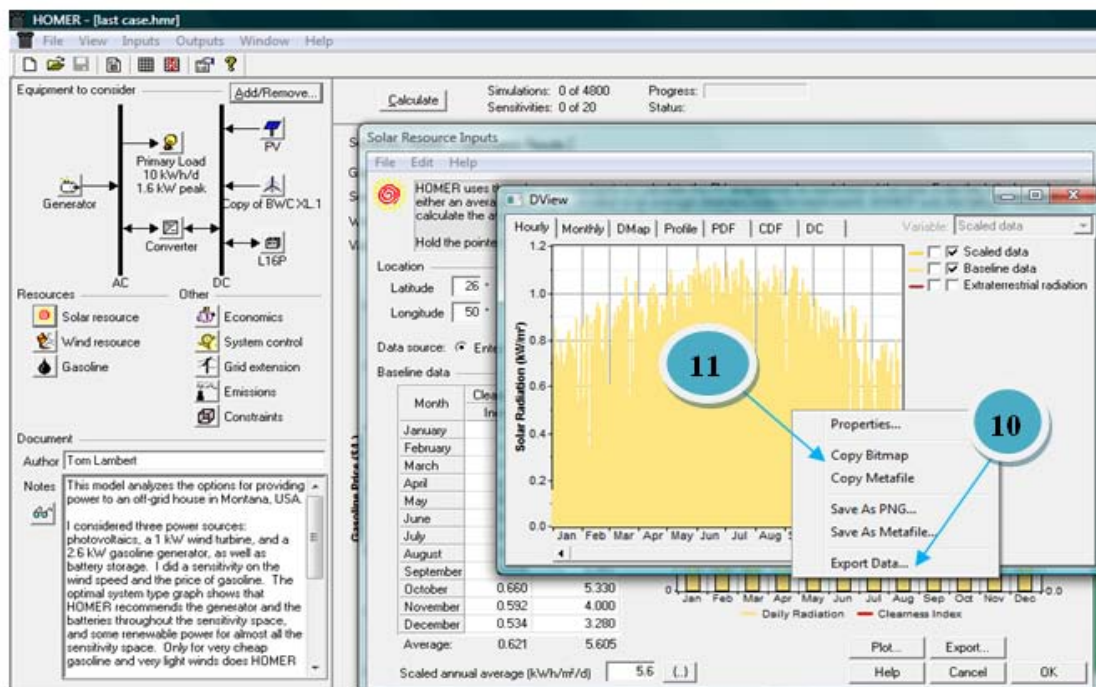 HOMER - [last case.hmr]
File View Inputs Outputs Window Help
Equipment to consider
Add/Remove...
Primary Load
10 kWh/d
1.6 kW peak
PV
Generator
Copy of BWC XL.1
Converter
L16P
AC
DC
Resources
Other
Solar resource
Wind resource
Gasoline
Economics
System control
Grid extension
Emissions
Constraints
Document
Author Tom Lambert
Notes
This model analyzes the options for providing
power to an off-grid house in Montana, USA.
I considered three power sources:
photovoltaics, a 1 kW wind turbine, and a
2.6 kW gasoline generator, as well as
battery storage. I did a sensitivity on the
wind speed and the price of gasoline. The
optimal system type graph shows that
HOMER recommends the generator and the
batteries throughout the sensitivity space,
and some renewable power for almost all the
sensitivity space. Only for very cheap
gasoline and very light winds does HOMER
Calculate
Simulations: 0 of 4800
Progress:
Sensitivities: 0 of 20
Status:
Gasoline Price ($/L)
Solar Resource Inputs
File Edit Help
HOMER uses
either an
calculate the
Hold the
Location
Latitude 26 °
Longitude 50 °
Data source:
Baseline data
Month
January
February
March
April
May
June
July
August
September
October 0.660 5.330
November 0.592 4.000
December 0.534 3.280
Average: 0.621 5.605
Scaled annual average (kWh/m²/d) 5.6 {..}
0 Jan Feb Mar Apr May Jun Jul Aug Sep Oct Nov Dec 0.0
Daily Radiation Clearness Index
Plot... Export...
Help Cancel OK
DView
Hourly Monthly DMap Profile PDF CDF DC
Variable: Scaled data
Scaled data
Baseline data
Extraterrestrial radiation
Solar Radiation (kW/m²)
1.2
1.0
0.8
0.6
0.4
0.2
0.0
Jan Feb Mar Apr May Jun Jul Aug
11
10
Properties...
Copy Bitmap
Copy Metafile
Save As PNG...
Save As Metafile...
Export Data...